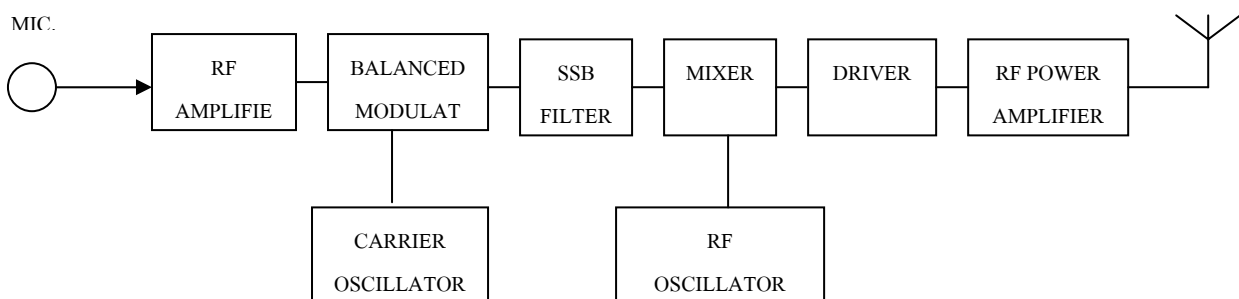 MIC.
RF
AMPLIFIE
BALANCED
MODULAT
SSB
FILTER
MIXER
DRIVER
RF POWER
AMPLIFIER
CARRIER
OSCILLATOR
RF
OSCILLATOR